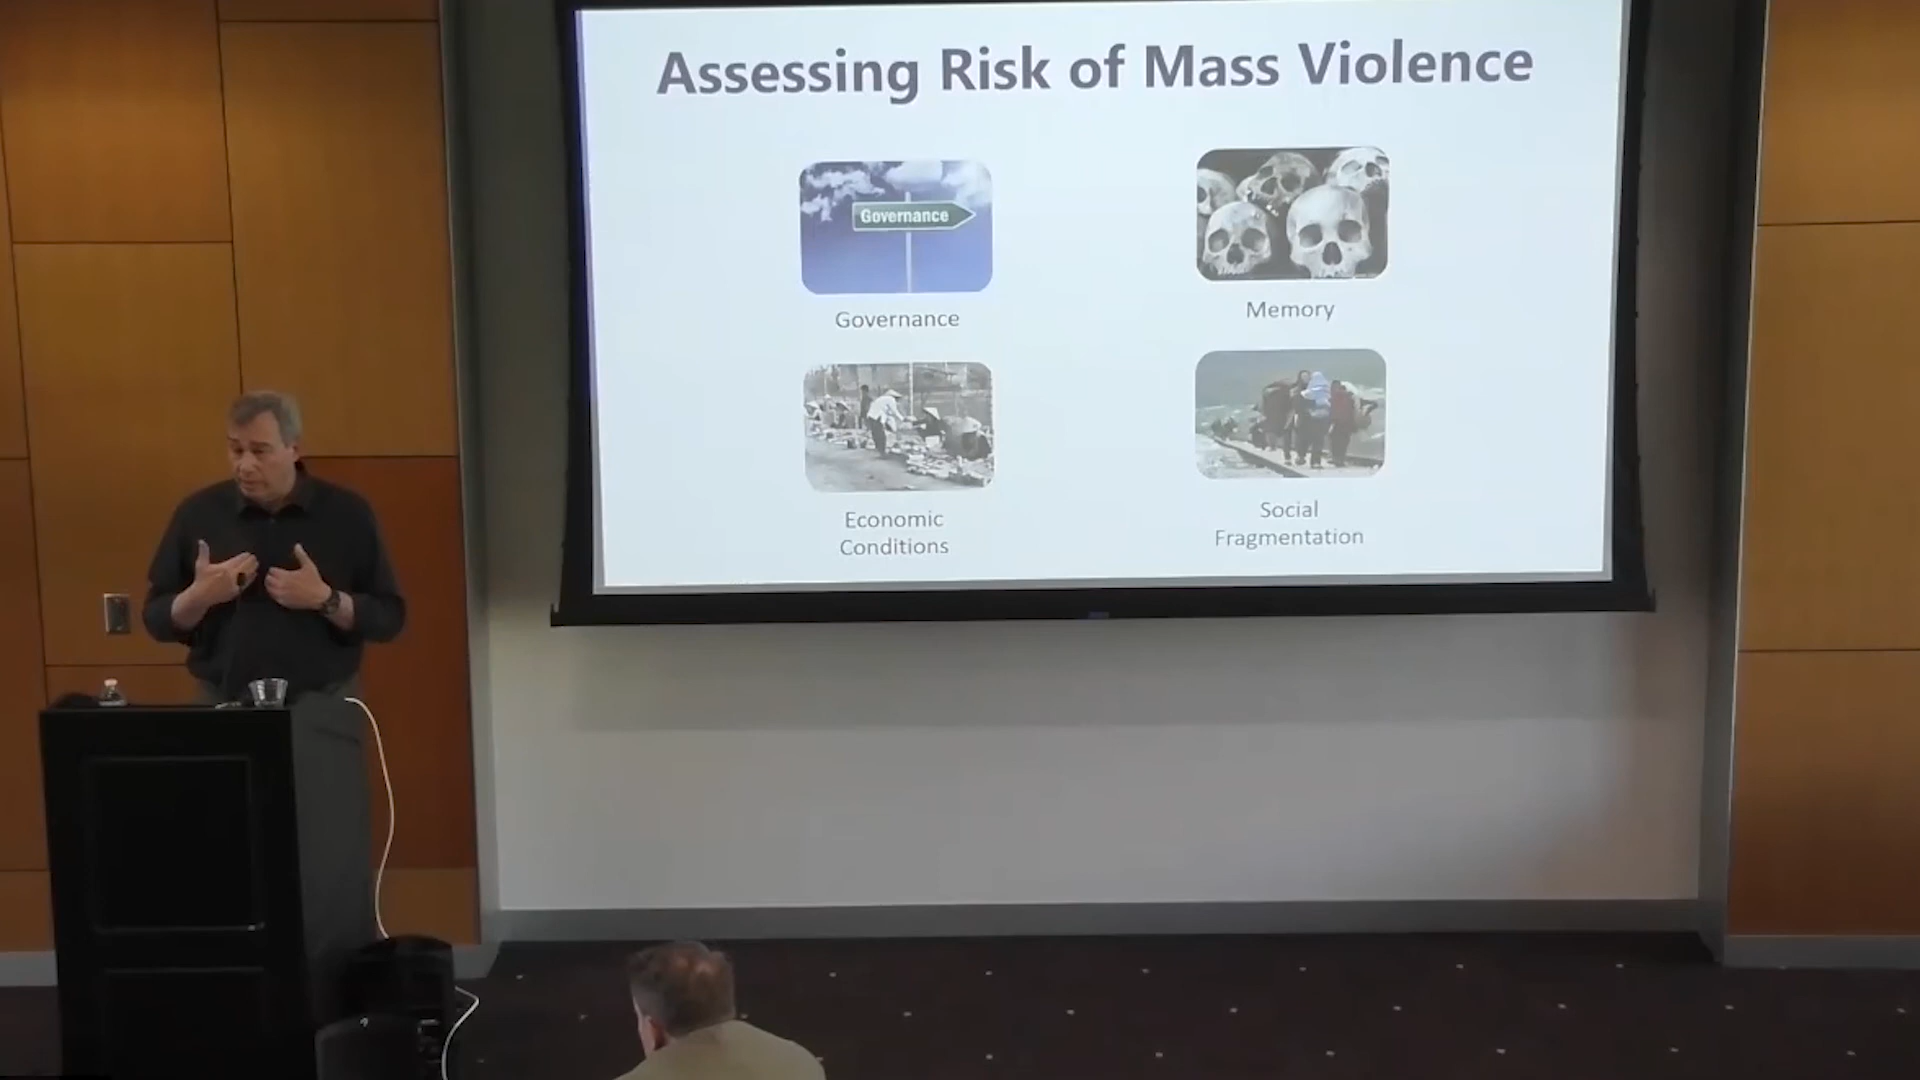 Assessing Risk of Mass Violence
Governance
Governance
Memory
Economic
Conditions
Social
Fragmentation